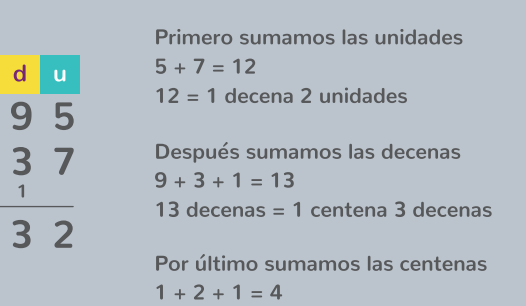 d u
9 5
3 7
1
3 2
Primero sumamos las unidades
5 + 7 = 12
12 = 1 decena 2 unidades
Después sumamos las decenas
9 + 3 + 1 = 13
13 decenas = 1 centena 3 decenas
Por último sumamos las centenas
1 + 2 + 1 = 4